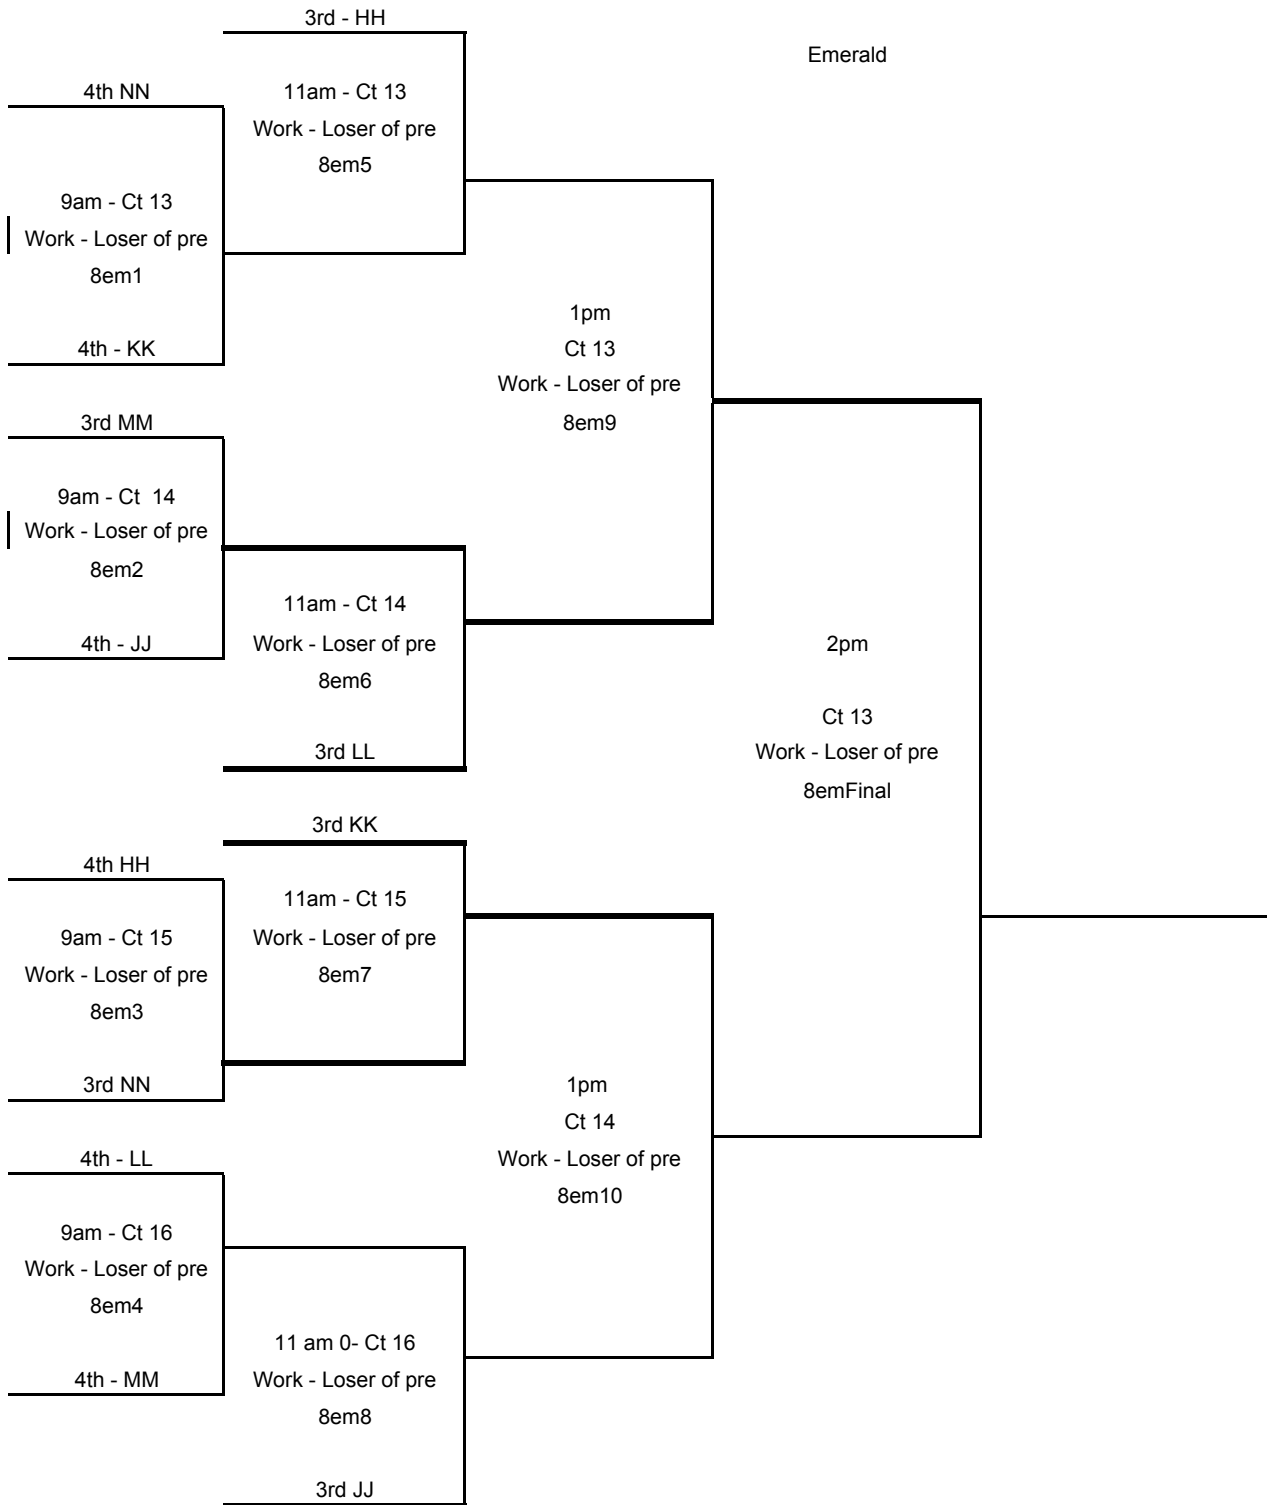 3rd - HH
Emerald
4th NN
11am - Ct 13
Work - Loser of pre
8em5
9am - Ct 13
Work - Loser of pre
8em1
1pm
Ct 13
Work - Loser of pre
8em9
4th - KK
3rd MM
9am - Ct  14
Work - Loser of pre
8em2
11am - Ct 14
Work - Loser of pre
8em6
4th - JJ
2pm
Ct 13
Work - Loser of pre
8emFinal
3rd LL
3rd KK
4th HH
11am - Ct 15
Work - Loser of pre
8em7
9am - Ct 15
Work - Loser of pre
8em3
3rd NN
1pm
Ct 14
Work - Loser of pre
8em10
4th - LL
9am - Ct 16
Work - Loser of pre
8em4
11 am 0- Ct 16
Work - Loser of pre
8em8
4th - MM
3rd JJ